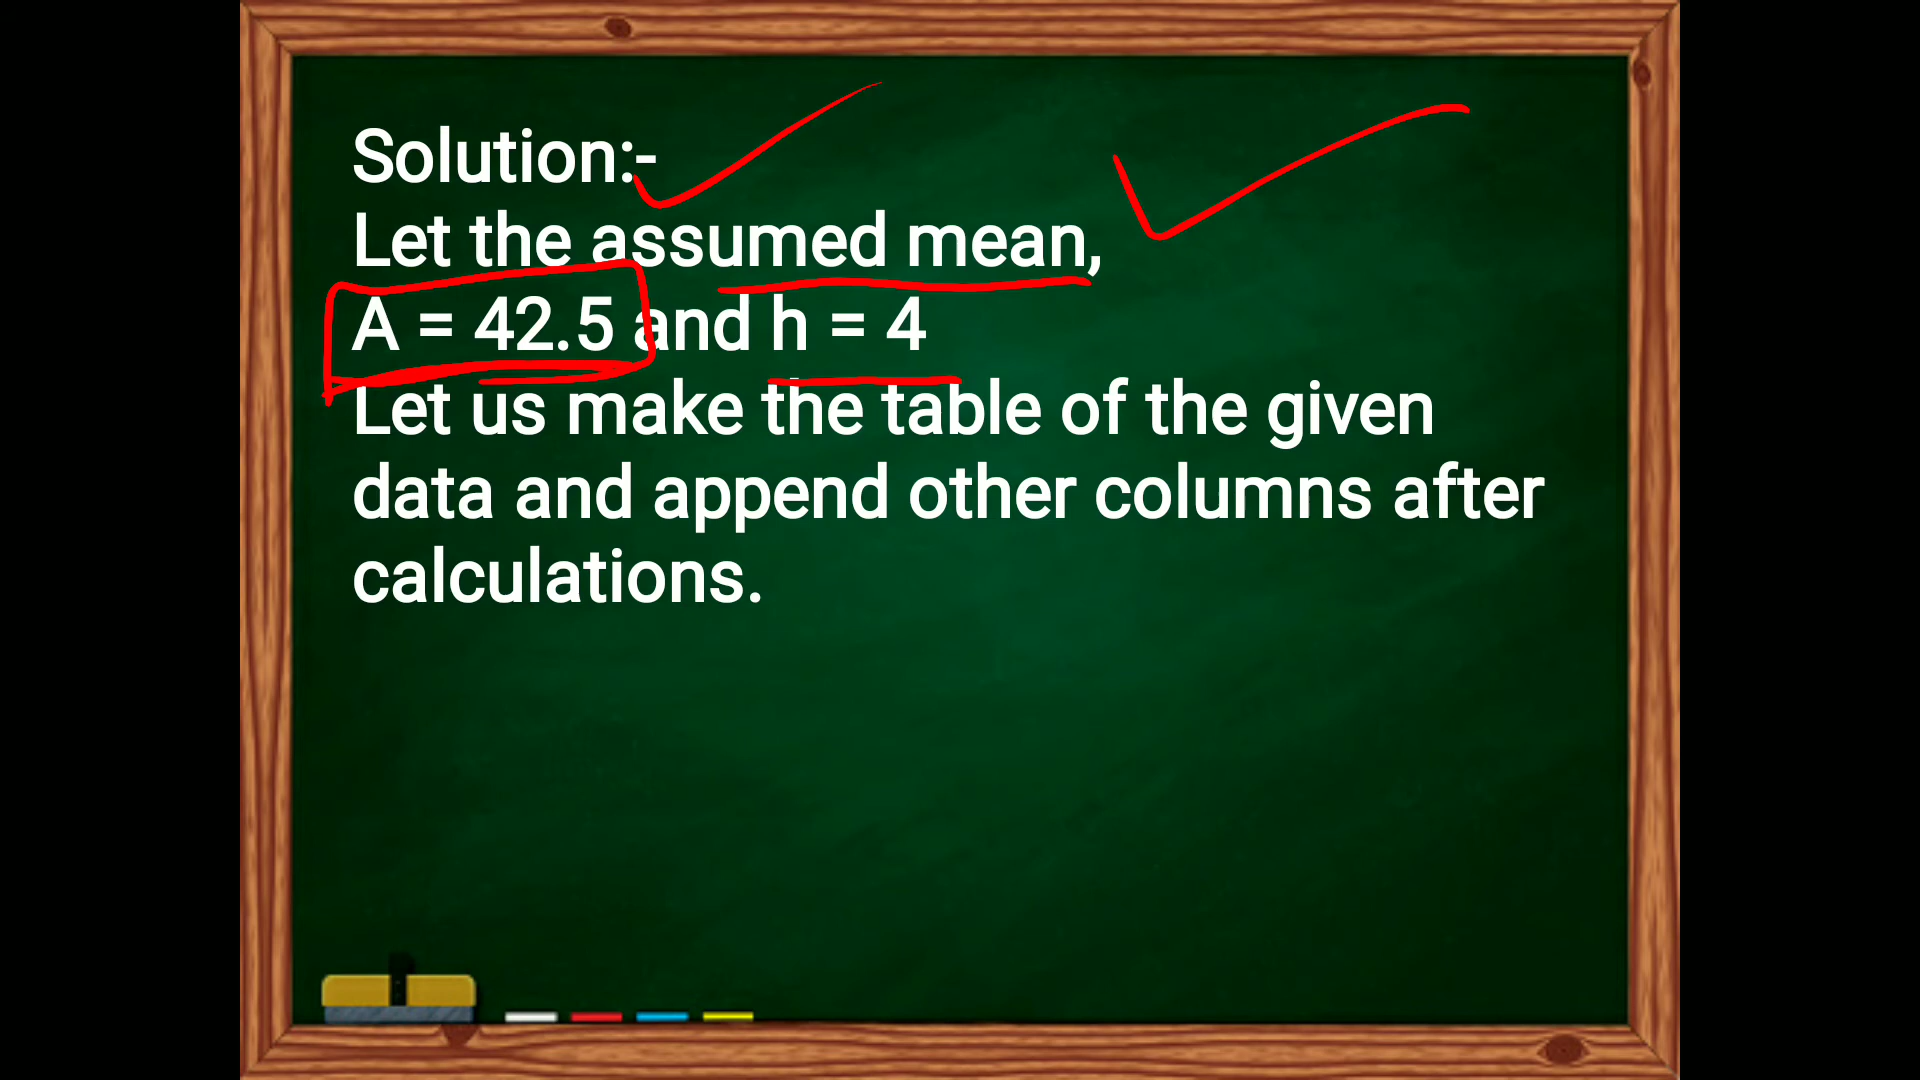 Solution:-
Let the assumed mean,
A = 42.5 and h = 4
Let us make the table of the given
data and append other columns after
calculations.